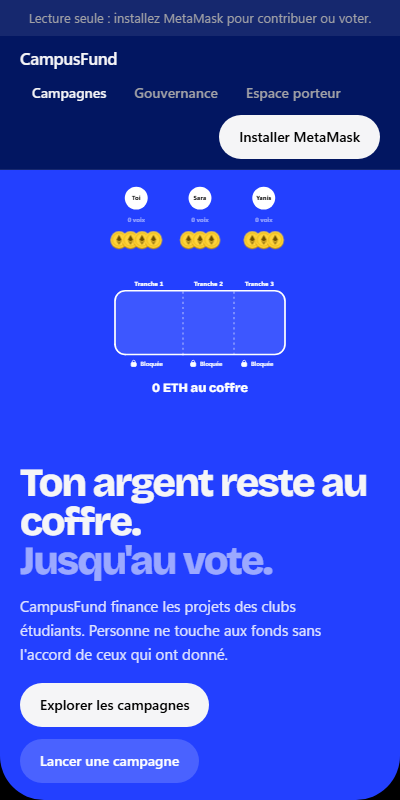 Lecture seule : installez MetaMask pour contribuer ou voter.
CampusFund
Campagnes Gouvernance Espace porteur
Installer MetaMask
Toi Sara Yanis
0 voix 0 voix 0 voix
Tranche 1 Tranche 2 Tranche 3
Bloquée Bloquée Bloquée
0 ETH au coffre
Ton argent reste au
coffre.
Jusqu'au vote.
CampusFund finance les projets des clubs
étudiants. Personne ne touche aux fonds sans
l'accord de ceux qui ont donné.
Explorer les campagnes
Lancer une campagne